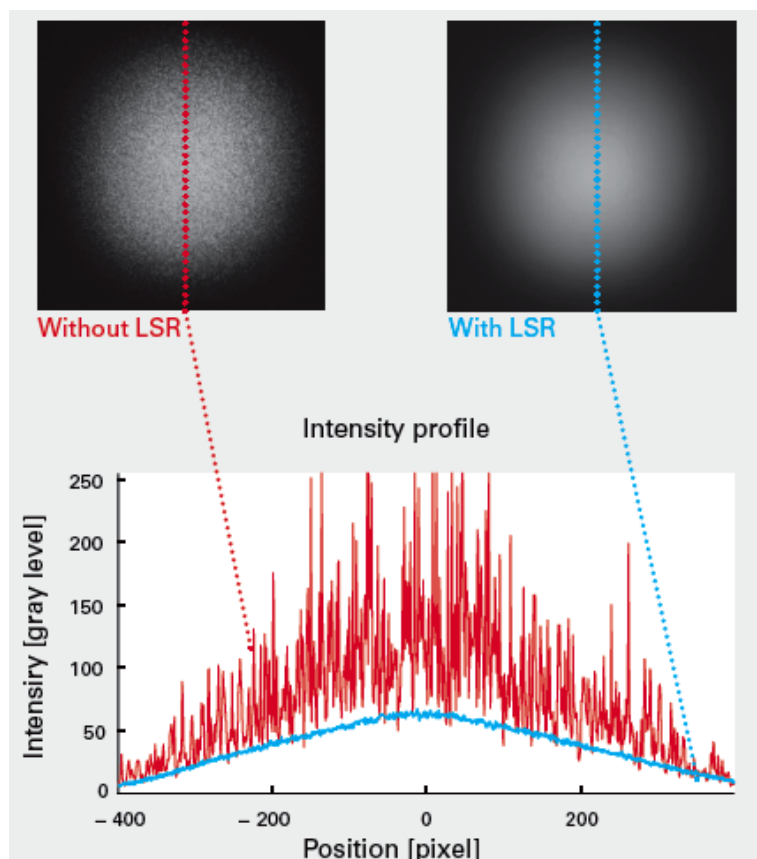 Without LSR
With LSR
Intensity profile
Intensiry [gray level]
250
200
150
100
50
0
– 400
– 200
0
200
Position [pixel]